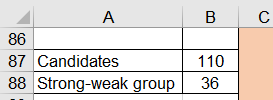 A B C
86
87 Candidates 110
88 Strong-weak group 36